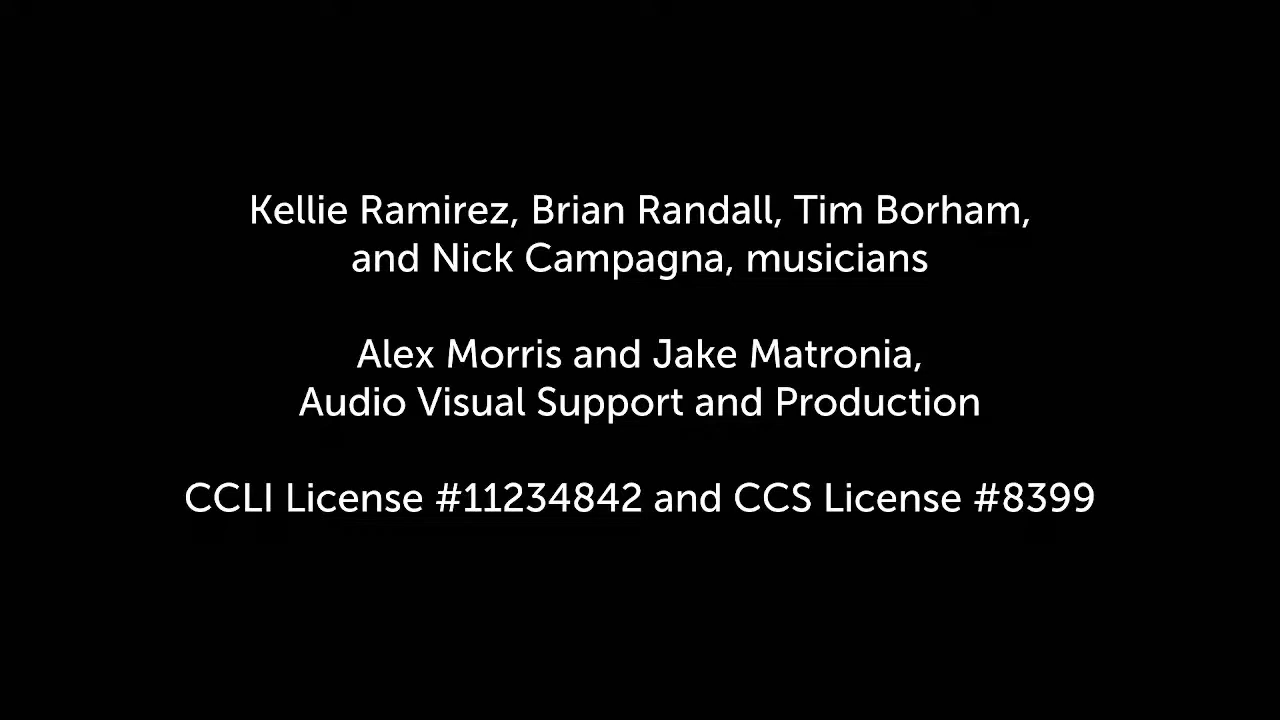 Kellie Ramirez, Brian Randall, Tim Borham,
and Nick Campagna, musicians
Alex Morris and Jake Matronia,
Audio Visual Support and Production
CCLI License #11234842 and CCS License #8399